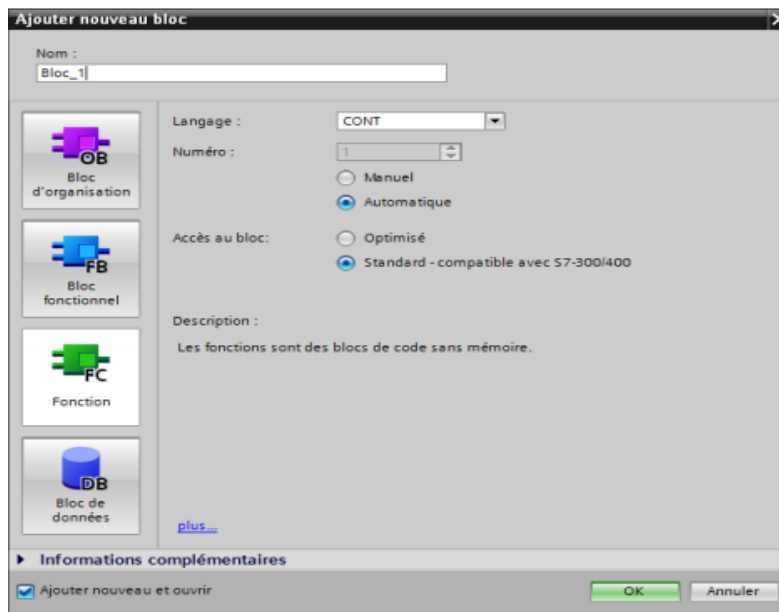 Ajouter nouveau bloc
Nom :
Bloc_1
OB
Bloc
d'organisation
FB
Bloc
fonctionnel
FC
Fonction
DB
Bloc de
données
Langage :
CONT
Numéro :
1
Manuel
Automatique
Accès au bloc:
Optimisé
Standard - compatible avec S7-300/400
Description :
Les fonctions sont des blocs de code sans mémoire.
plus...
Informations complémentaires
Ajouter nouveau et ouvrir
OK
Annuler